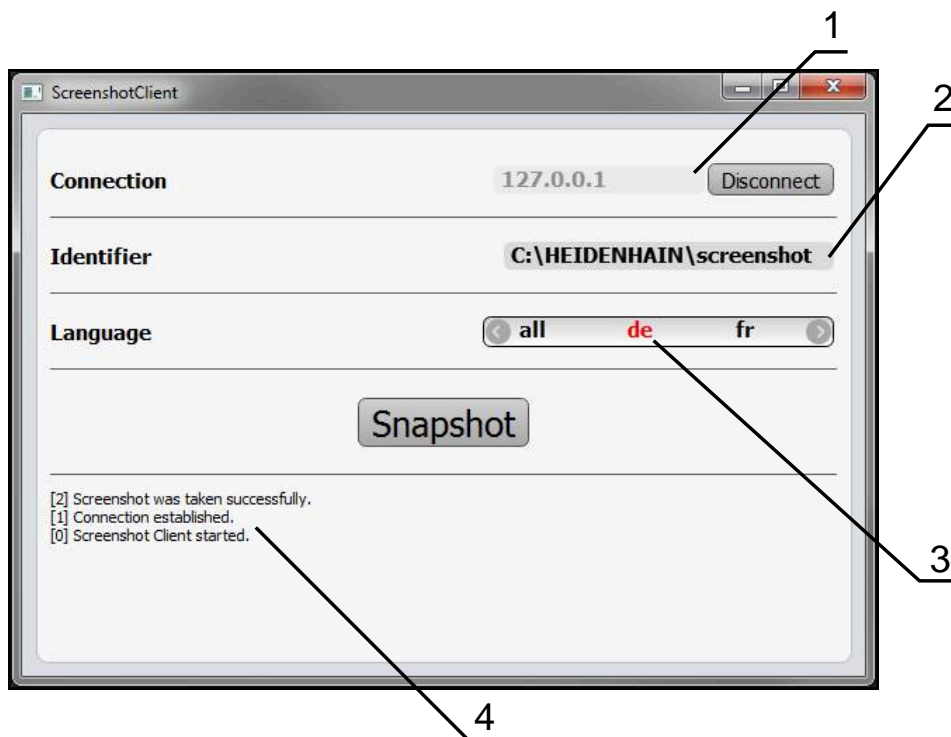 1
ScreenshotClient
2
Connection 127.0.0.1 Disconnect
Identifier C:\HEIDENHAIN\screenshot
Language all de fr
Snapshot
[2] Screenshot was taken successfully.
[1] Connection established.
[0] Screenshot Client started.
3
4